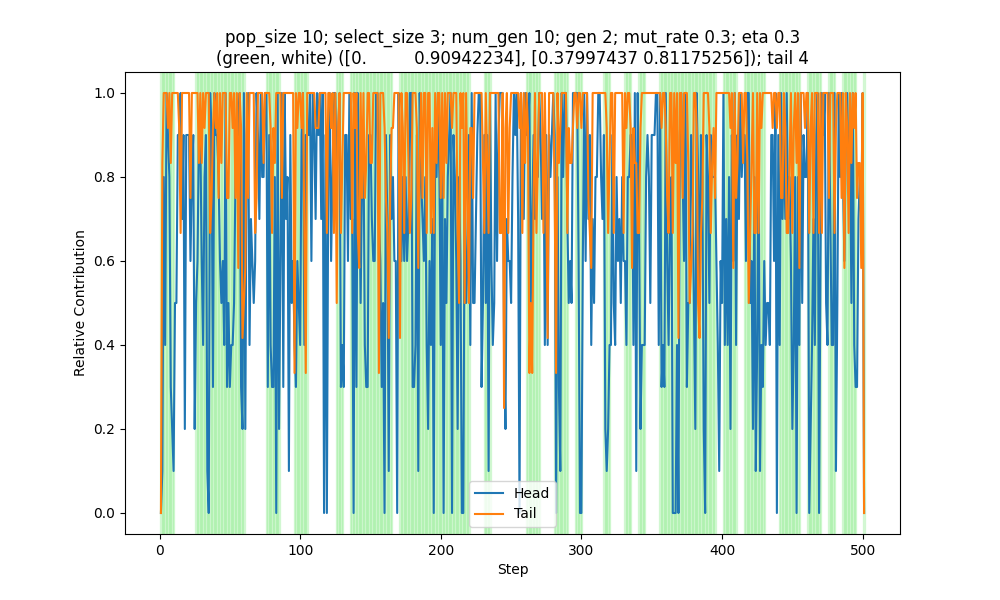 pop_size 10; select_size 3; num_gen 10; gen 2; mut_rate 0.3; eta 0.3
(green, white) ([0. 0.90942234], [0.37997437 0.81175256]); tail 4
1.0
0.8
0.6
0.4
0.2
0.0
Relative Contribution
Head
Tail
0 100 200 300 400 500
Step